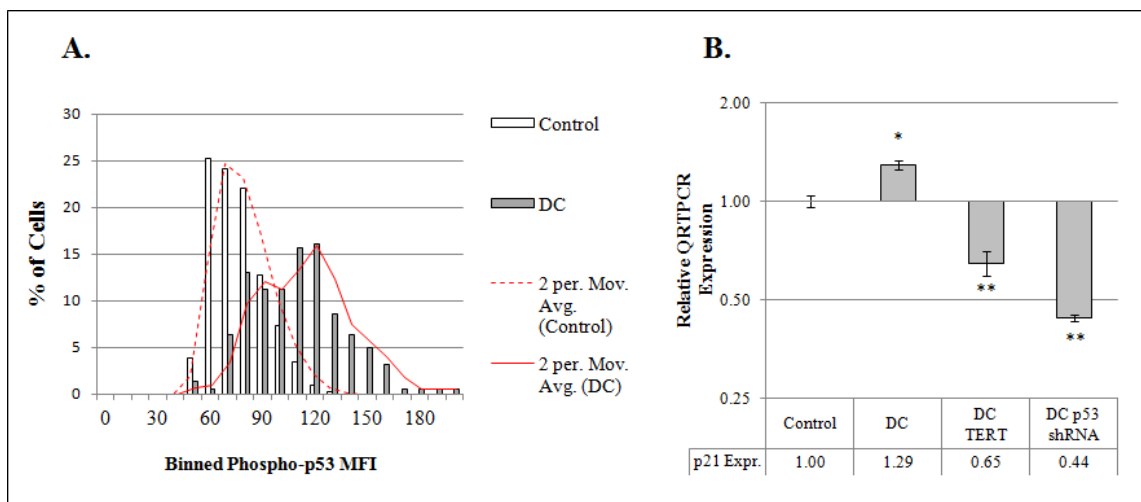 A.
30
25
20
15
10
5
0
% of Cells
0 30 60 90 120 150 180
Binned Phospho-p53 MFI
Control
DC
2 per. Mov.
Avg.
(Control)
2 per. Mov.
Avg. (DC)
B.
2.00
1.00
0.50
0.25
Relative QRTPCR
Expression
*
**
**
Control DC DC TERT DC p53 shRNA
p21 Expr. 1.00 1.29 0.65 0.44